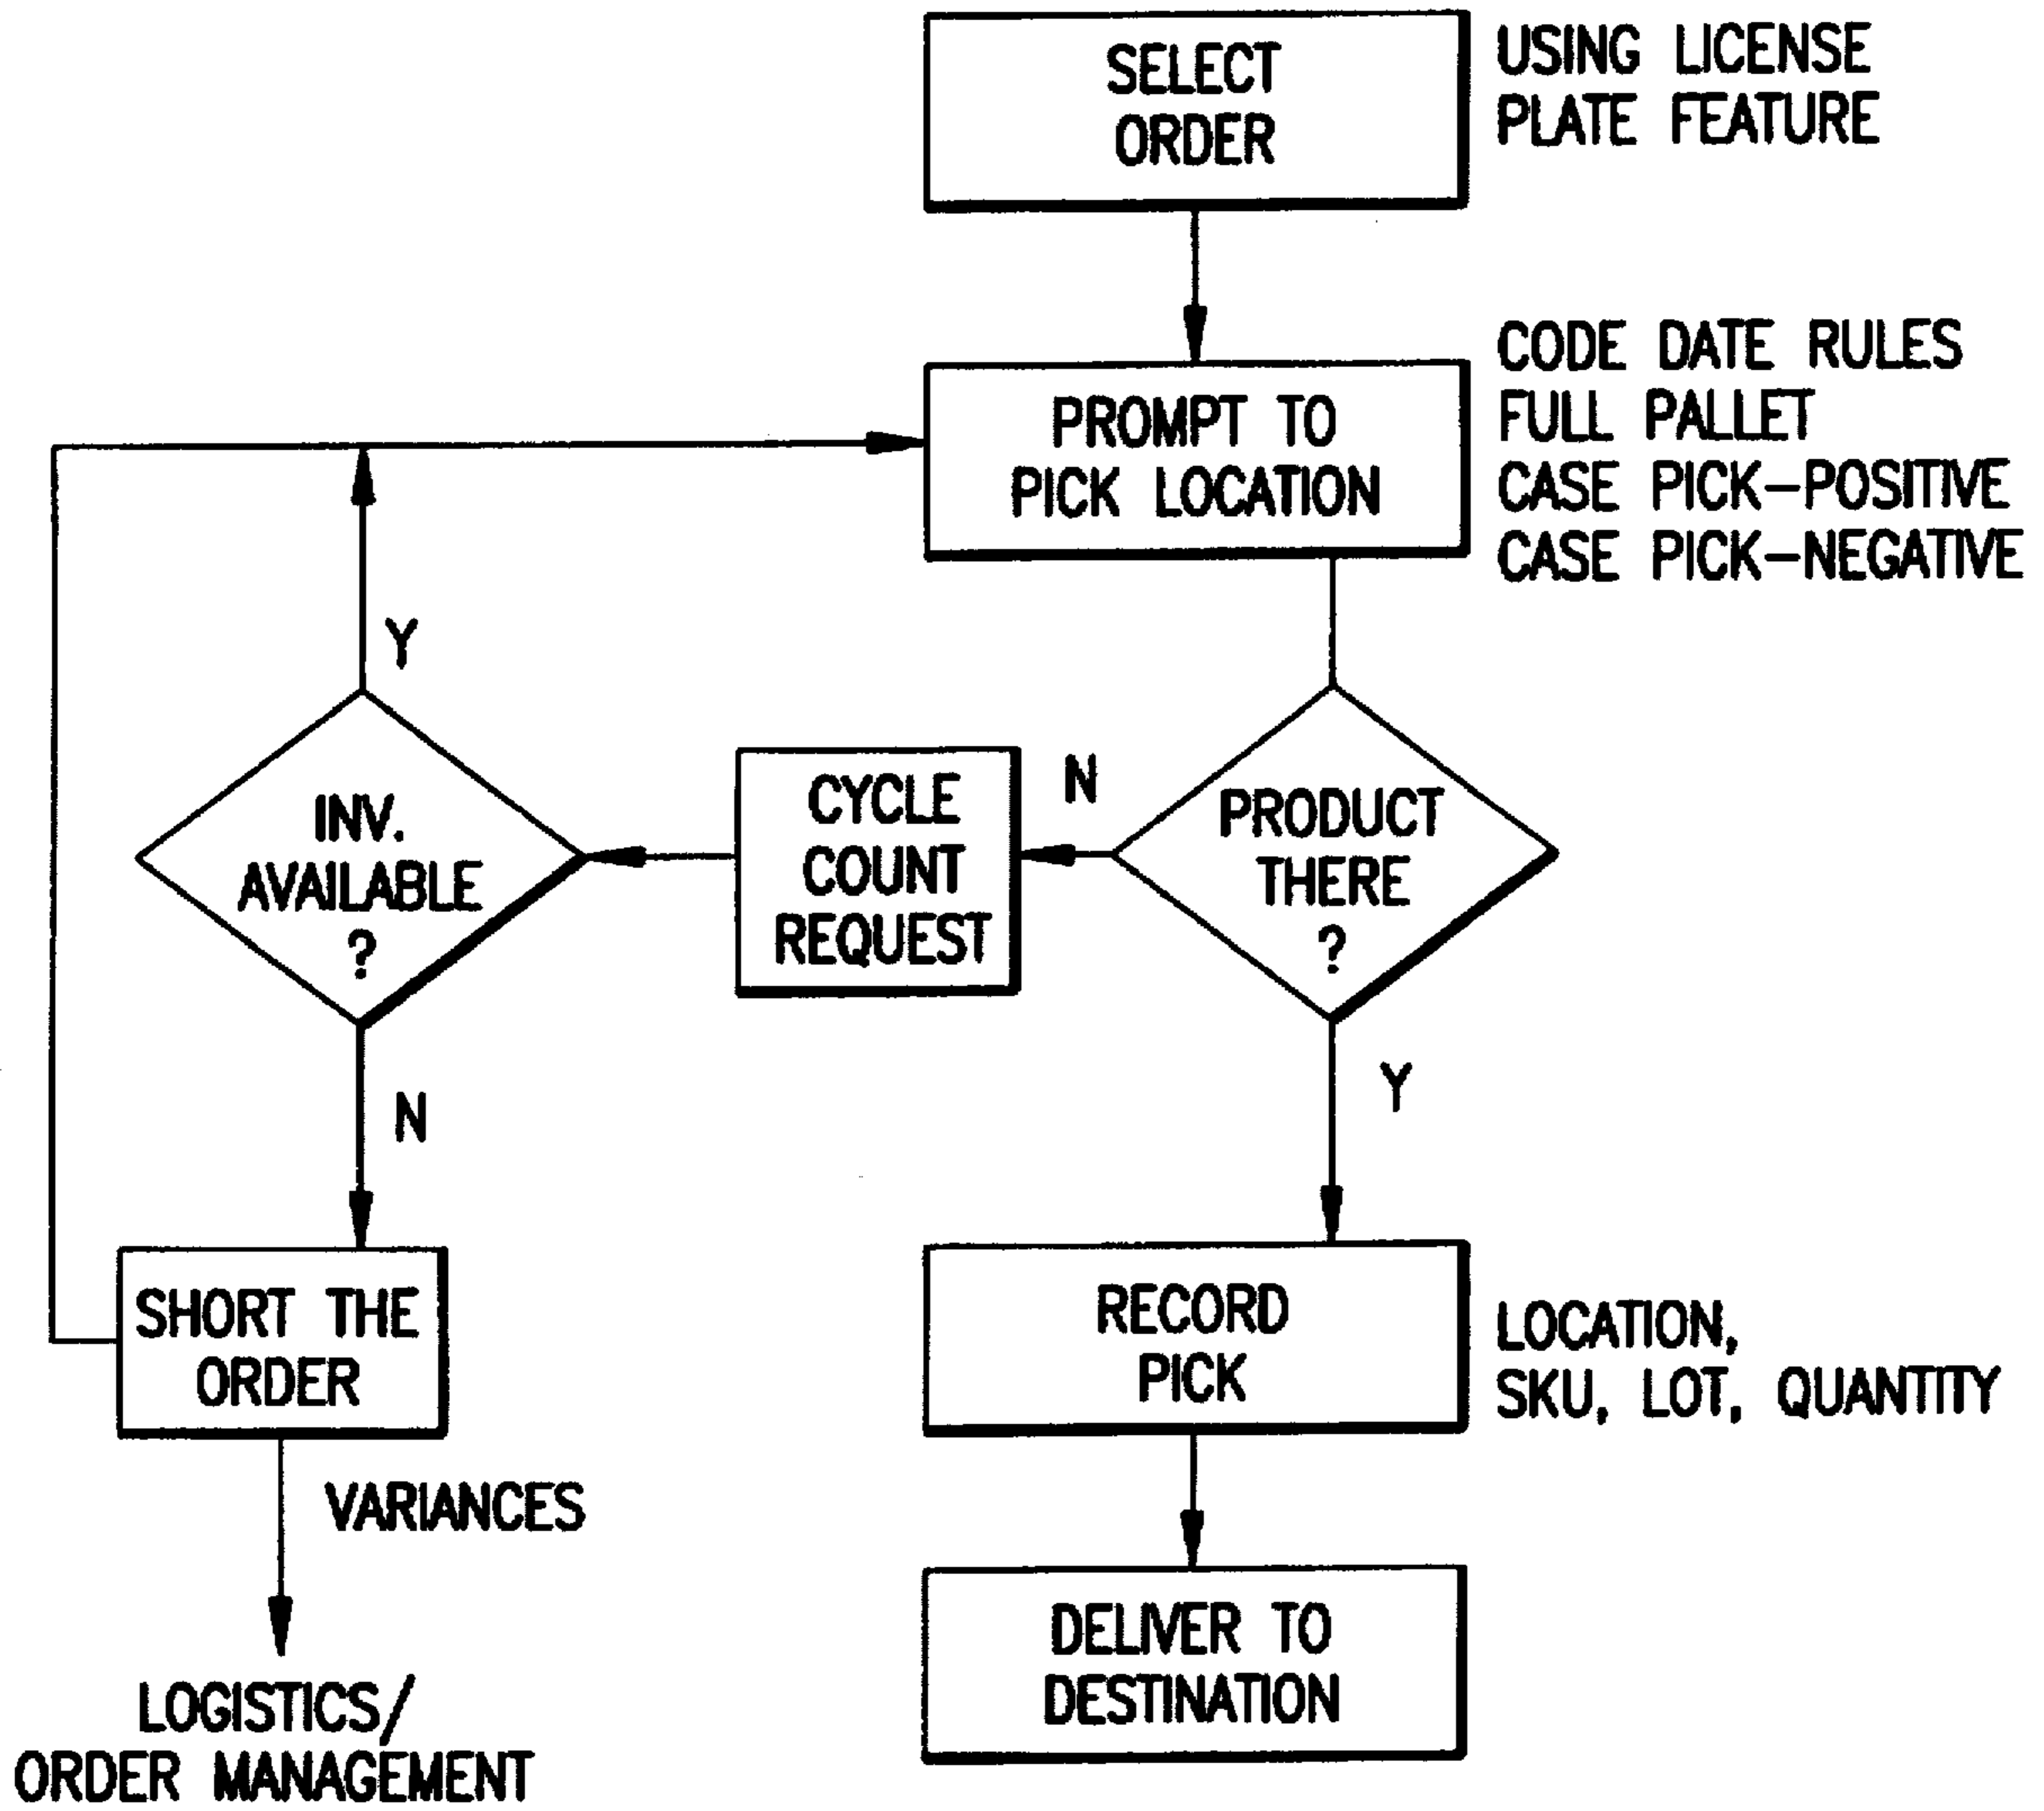 SELECT
ORDER
USING LICENSE
PLATE FEATURE
PROMPT TO
PICK LOCATION
CODE DATE RULES
FULL PALLET
CASE PICK-POSITIVE
CASE PICK-NEGATIVE
Y
INV.
AVAILABLE
?
CYCLE
COUNT
REQUEST
N
PRODUCT
THERE
?
N
Y
SHORT THE
ORDER
RECORD
PICK
LOCATION,
SKU, LOT, QUANTITY
VARIANCES
LOGISTICS/
ORDER MANAGEMENT
DELIVER TO
DESTINATION